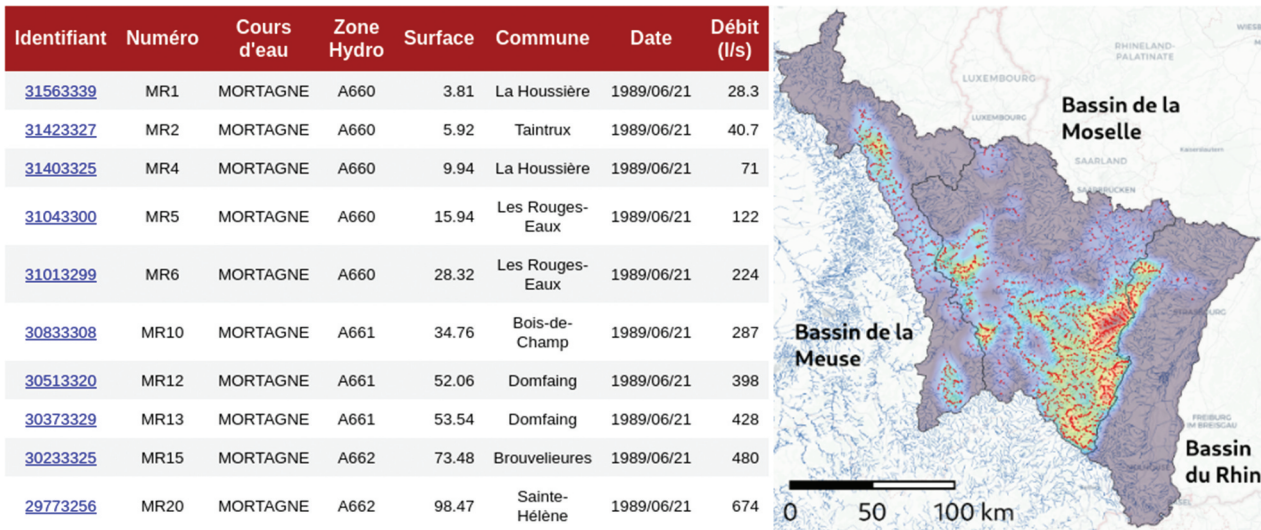 Identifiant Numéro Cours d'eau Zone Hydro Surface Commune Date Débit (l/s)
31563339 MR1 MORTAGNE A660 3.81 La Houssière 1989/06/21 28.3
31423327 MR2 MORTAGNE A660 5.92 Taintrux 1989/06/21 40.7
31403325 MR4 MORTAGNE A660 9.94 La Houssière 1989/06/21 71
31043300 MR5 MORTAGNE A660 15.94 Les Rouges-Eaux 1989/06/21 122
31013299 MR6 MORTAGNE A660 28.32 Les Rouges-Eaux 1989/06/21 224
30833308 MR10 MORTAGNE A661 34.76 Bois-de-Champ 1989/06/21 287
30513320 MR12 MORTAGNE A661 52.06 Domfaing 1989/06/21 398
30373329 MR13 MORTAGNE A661 53.54 Domfaing 1989/06/21 428
30233325 MR15 MORTAGNE A662 73.48 Brouvelieures 1989/06/21 480
29773256 MR20 MORTAGNE A662 98.47 Sainte-Hélène 1989/06/21 674
WIESB
RHINELAND-
PALATINATE
LUXEMBOURG
Bassin de la
Moselle
LUXEMBOURG
Kaiserslautern
SAARLAND
SAARBRÜCKEN
STRASBOURG
Bassin de la
Meuse
FREIBURG
IM BREISGAU
Bassin
du Rhin
0 50 100 km